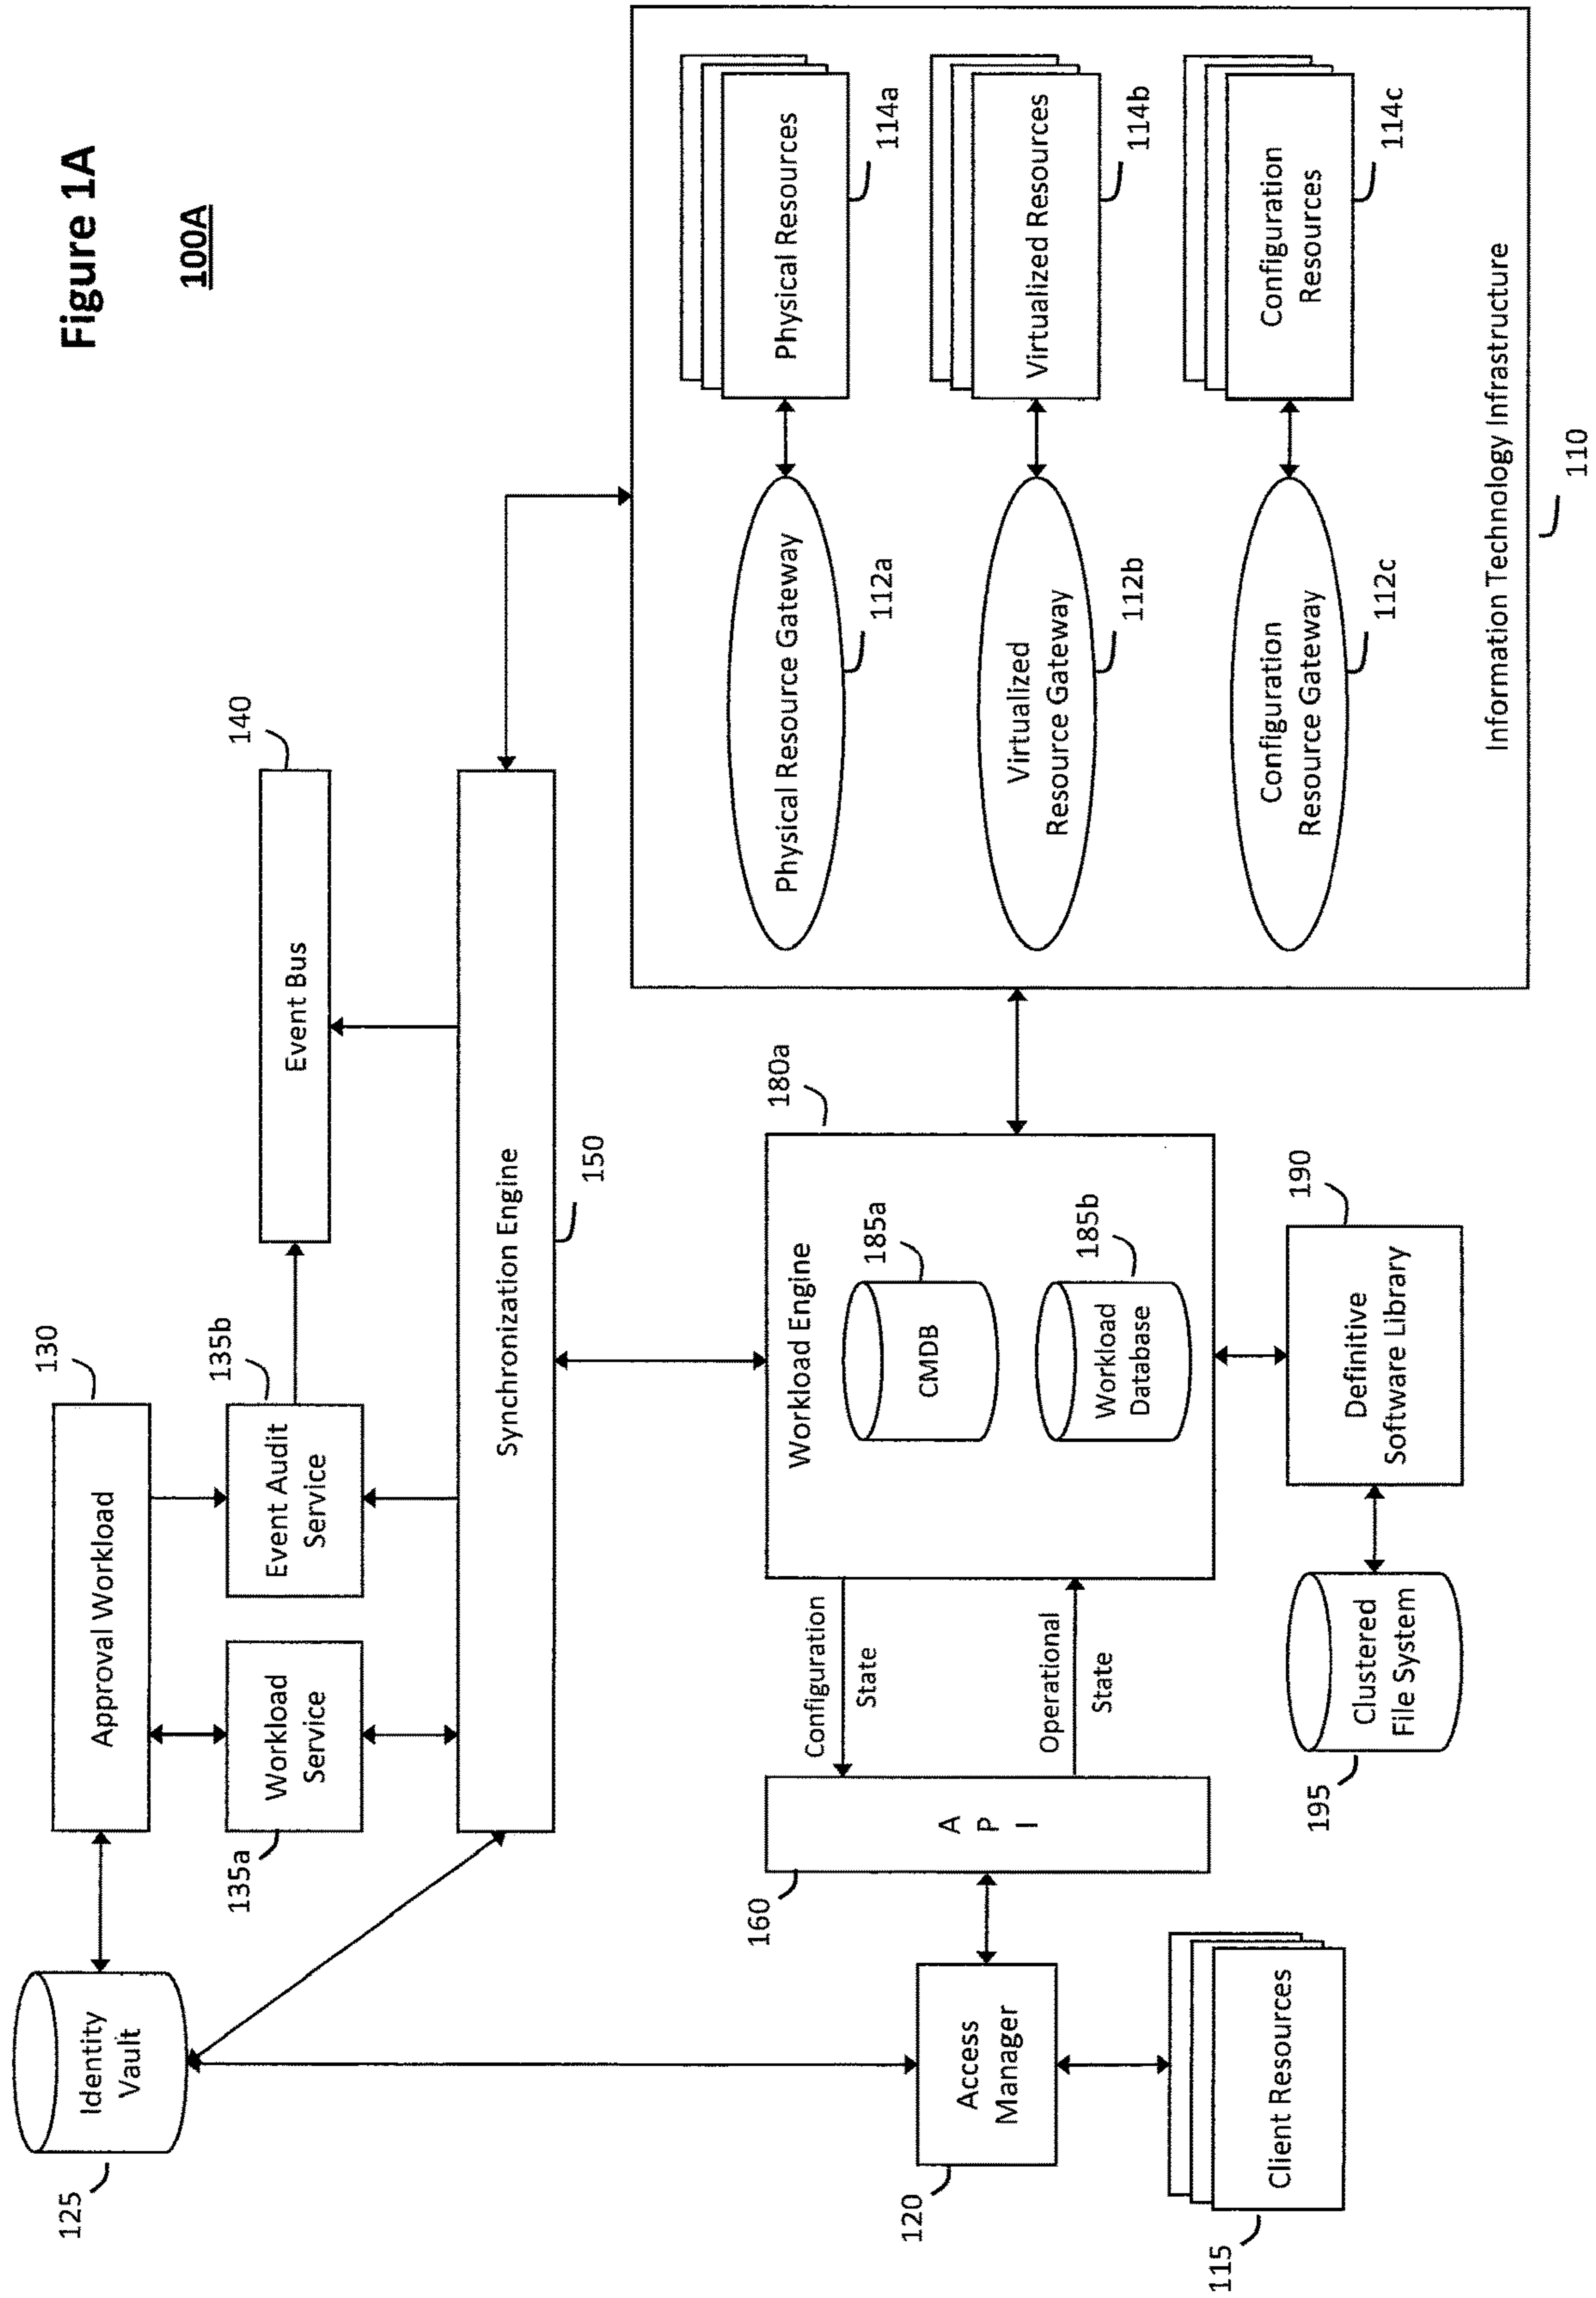 Figure 1A
100A
Identity
Vault
125
Approval Workload
130
Workload
Service
135a
Event Audit
Service
135b
Event Bus
140
Synchronization Engine
150
Access
Manager
120
Client Resources
115
A
P
I
160
Configuration
State
Operational
State
Workload Engine
180a
CMDB
185a
Workload
Database
185b
Definitive
Software Library
190
Clustered
File System
195
Physical Resource Gateway
112a
Physical Resources
114a
Virtualized
Resource Gateway
112b
Virtualized Resources
114b
Configuration
Resource Gateway
112c
Configuration
Resources
114c
Information Technology Infrastructure
110